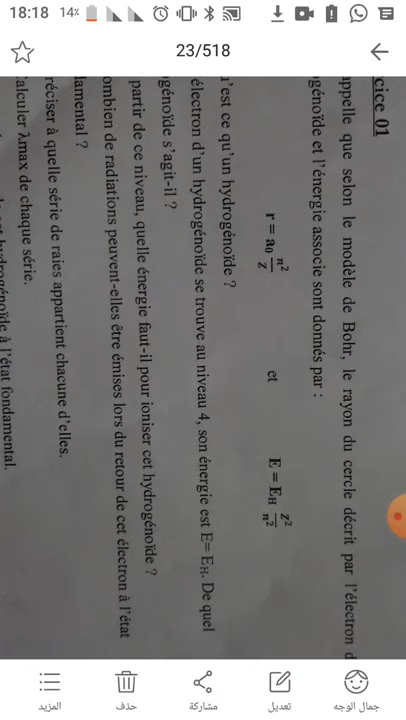 18:18 14%
23/518
cice 01
appelle que selon le modèle de Bohr, le rayon du cercle décrit par l'électron d
génoïde et l'énergie associe sont donnés par :
r = a₀ n²/Z et E = E_H Z²/n²
u'est ce qu'un hydrogénoïde ?
électron d'un hydrogénoïde se trouve au niveau 4, son énergie est E= E_H. De quel
génoïde s'agit-il ?
partir de ce niveau, quelle énergie faut-il pour ioniser cet hydrogénoïde ?
ombien de radiations peuvent-elles être émises lors du retour de cet électron à l'état
lamental ?
réciser à quelle série de raies appartient chacune d'elles.
alculer λmax de chaque série.
hydrogénoïde à l'état fondamental.
جمال الوجه
تعديل
مشاركة
حذف
المزيد